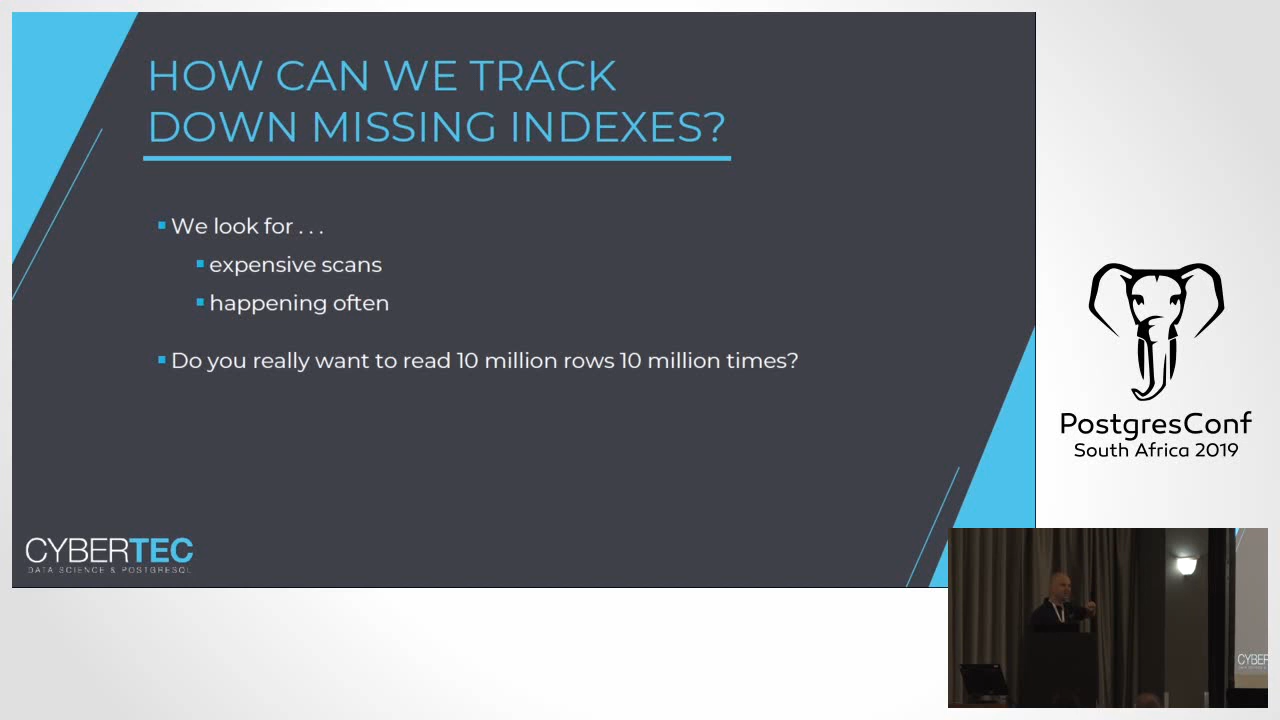 HOW CAN WE TRACK
DOWN MISSING INDEXES?
We look for . . .
expensive scans
happening often
Do you really want to read 10 million rows 10 million times?
CYBERTEC
DATA SCIENCE & POSTGRESQL
PostgresConf
South Africa 2019
CYBER